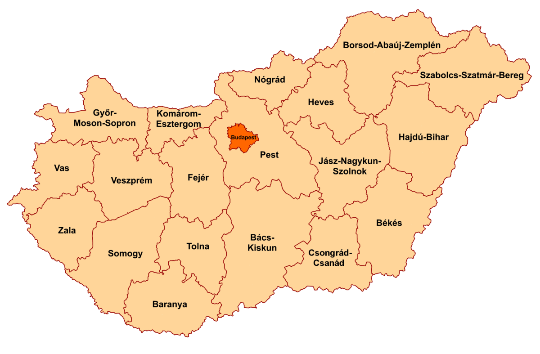 Borsod-Abaúj-Zemplén
Szabolcs-Szatmár-Bereg
Nógrád
Heves
Győr-
Moson-Sopron
Komárom-
Esztergom
Budapest
Pest
Hajdú-Bihar
Jász-Nagykun-
Szolnok
Vas
Veszprém
Fejér
Zala
Somogy
Tolna
Bács-
Kiskun
Békés
Csongrád-
Csanád
Baranya